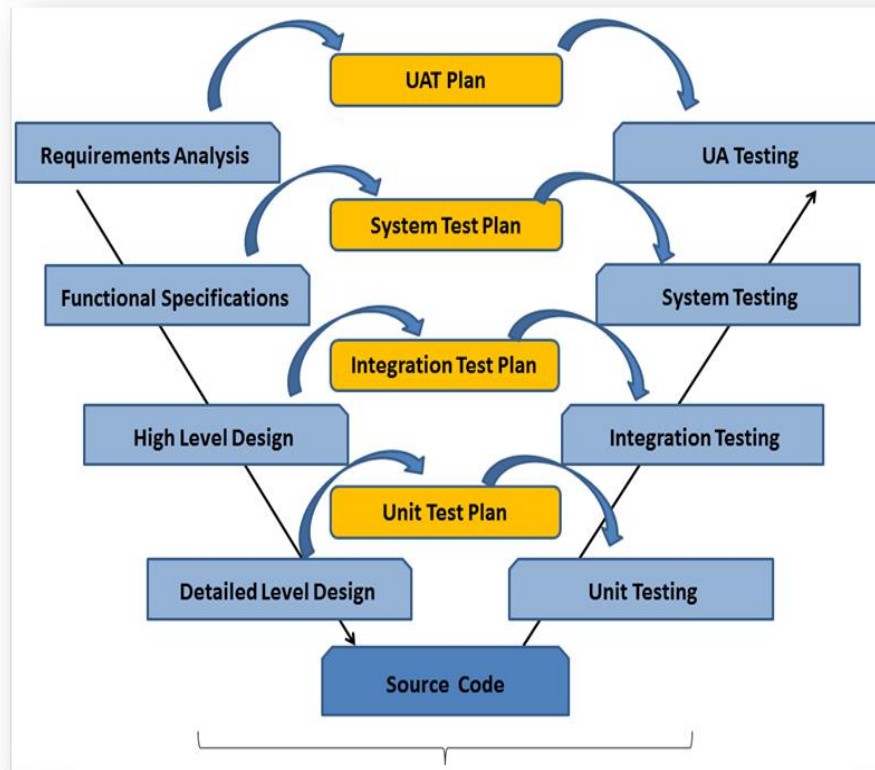 UAT Plan
Requirements Analysis
UA Testing
System Test Plan
Functional Specifications
System Testing
Integration Test Plan
High Level Design
Integration Testing
Unit Test Plan
Detailed Level Design
Unit Testing
Source Code